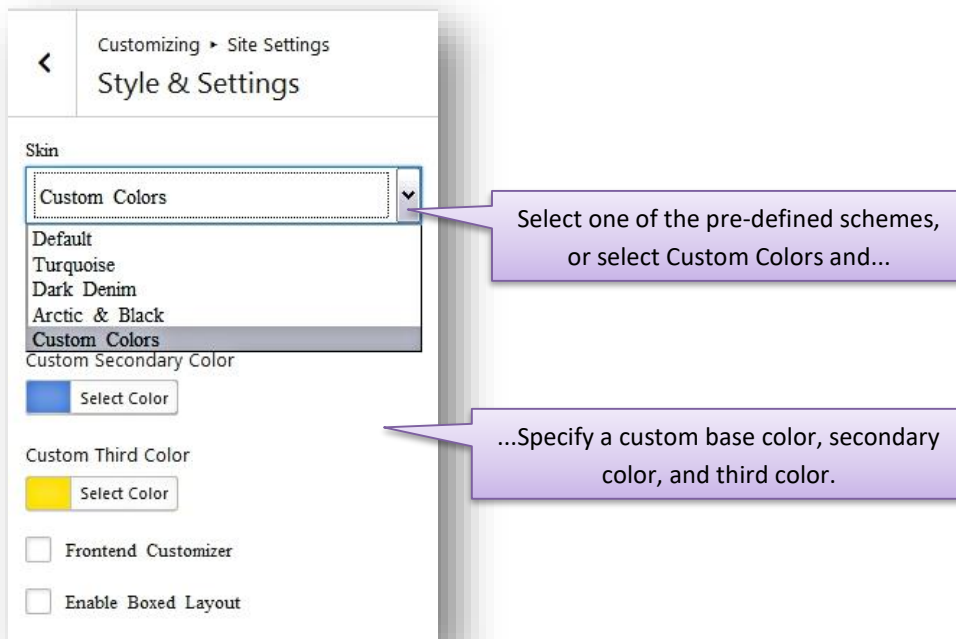 Customizing ▸ Site Settings
Style & Settings
Skin
Custom Colors
Default
Turquoise
Dark Denim
Arctic & Black
Custom Colors
Select one of the pre-defined schemes,
or select Custom Colors and...
Custom Secondary Color
Select Color
...Specify a custom base color, secondary
color, and third color.
Custom Third Color
Select Color
Frontend Customizer
Enable Boxed Layout